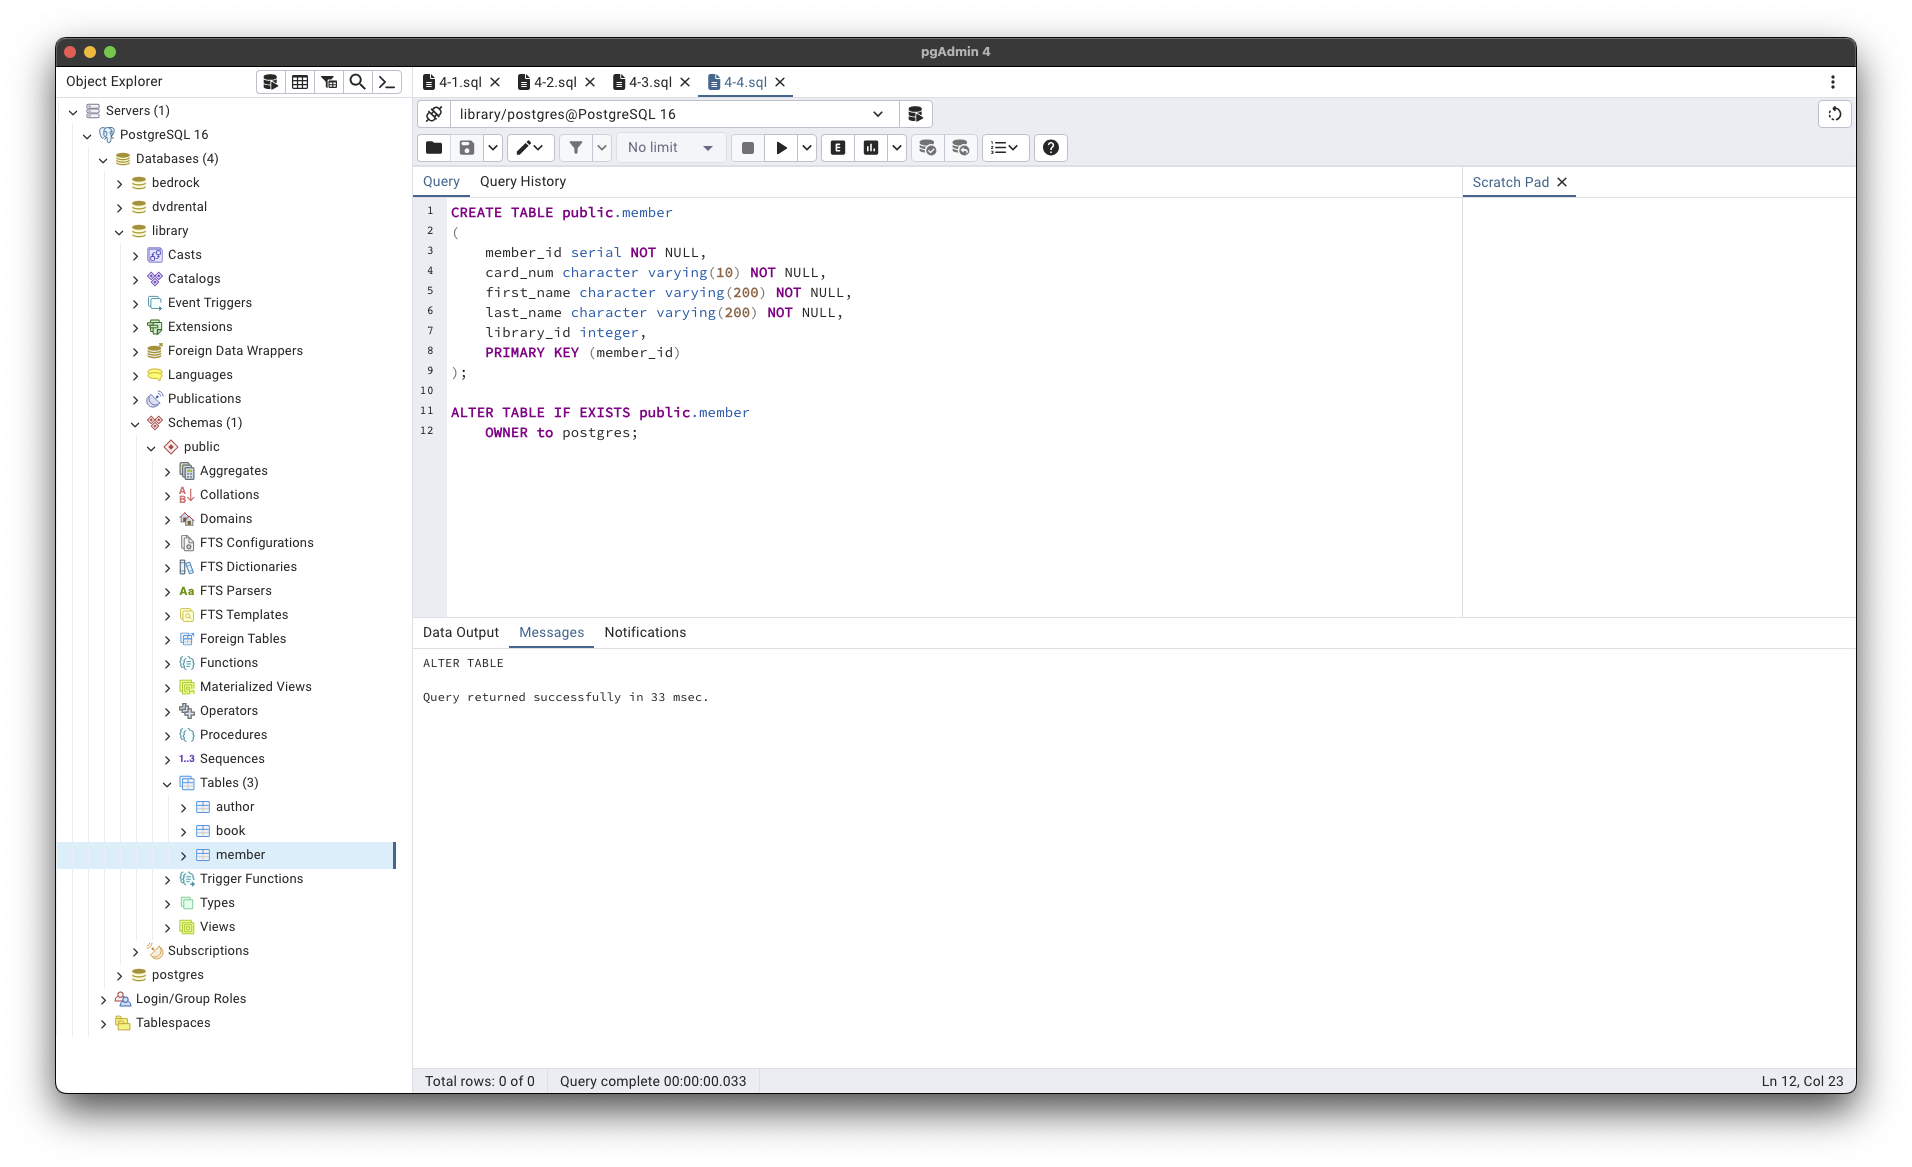 pgAdmin 4
Object Explorer
4-1.sql
4-2.sql
4-3.sql
4-4.sql
Servers (1)
PostgreSQL 16
Databases (4)
bedrock
dvdrental
library
Casts
Catalogs
Event Triggers
Extensions
Foreign Data Wrappers
Languages
Publications
Schemas (1)
public
Aggregates
Collations
Domains
FTS Configurations
FTS Dictionaries
Aa FTS Parsers
FTS Templates
Foreign Tables
Functions
Materialized Views
Operators
Procedures
1..3 Sequences
Tables (3)
author
book
member
Trigger Functions
Types
Views
Subscriptions
postgres
Login/Group Roles
Tablespaces
library/postgres@PostgreSQL 16
No limit
E
Query
Query History
Scratch Pad
1 CREATE TABLE public.member
2 (
3 member_id serial NOT NULL,
4 card_num character varying(10) NOT NULL,
5 first_name character varying(200) NOT NULL,
6 last_name character varying(200) NOT NULL,
7 library_id integer,
8 PRIMARY KEY (member_id)
9 );
10
11 ALTER TABLE IF EXISTS public.member
12 OWNER to postgres;
Data Output
Messages
Notifications
ALTER TABLE
Query returned successfully in 33 msec.
Total rows: 0 of 0
Query complete 00:00:00.033
Ln 12, Col 23